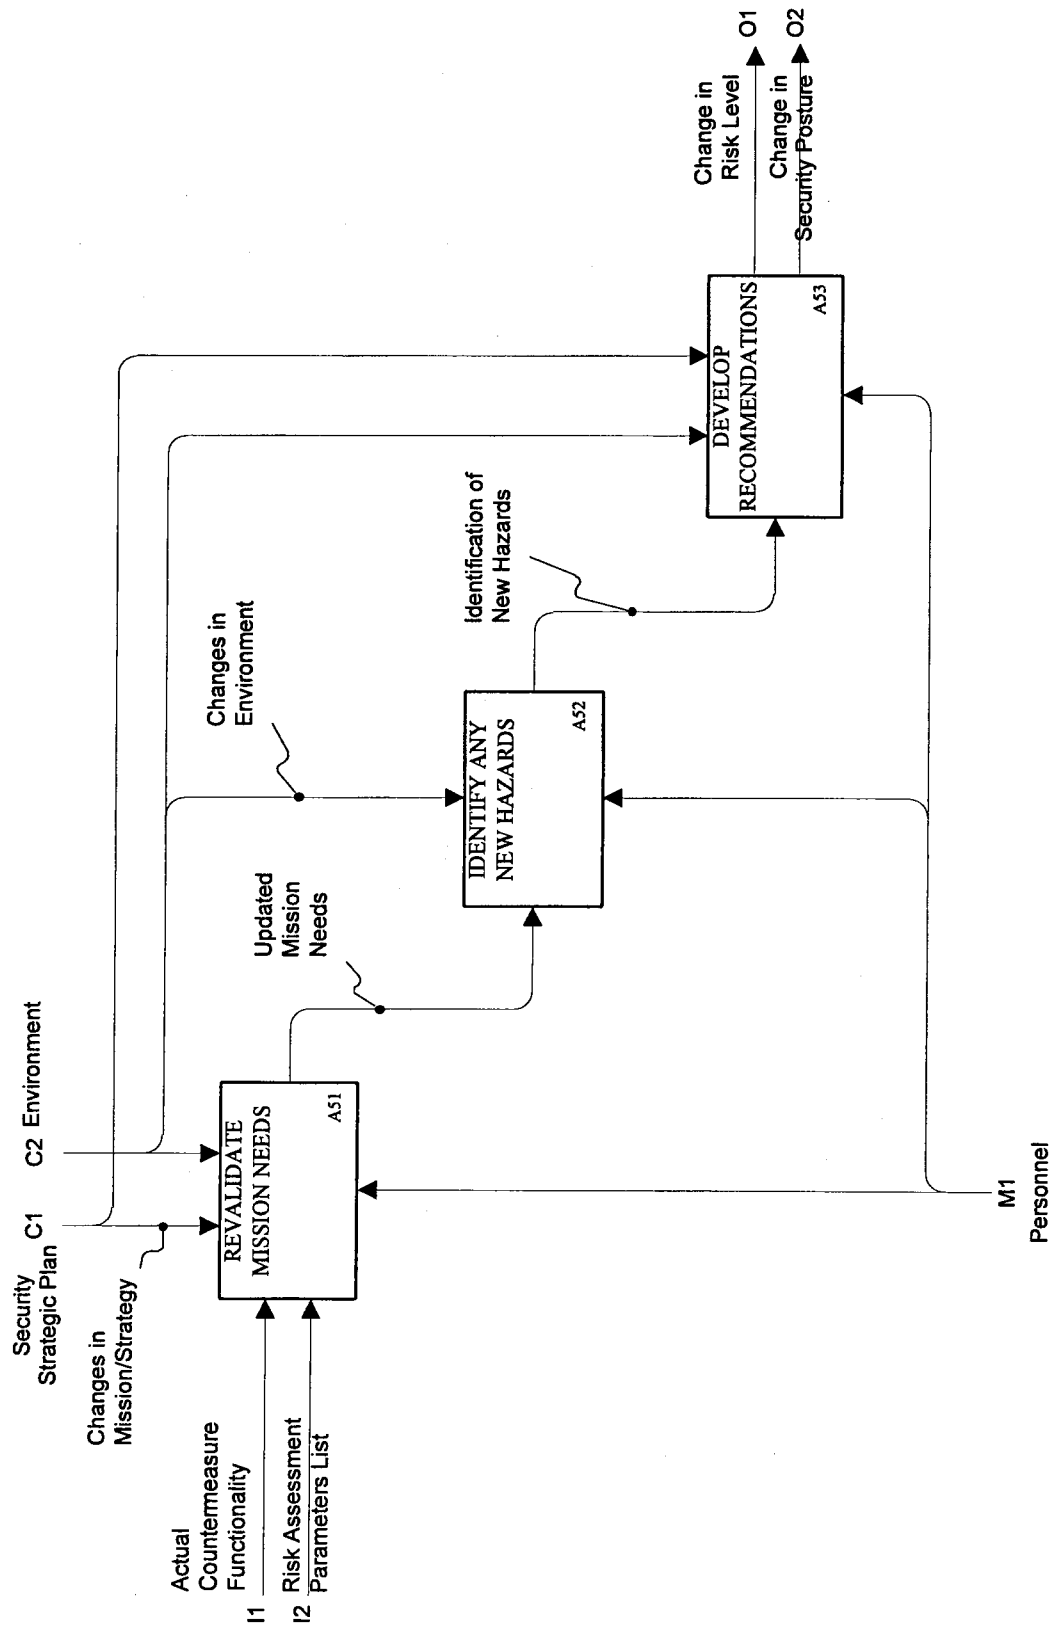 Security
Strategic Plan
C1
C2 Environment
Changes in
Mission/Strategy
Actual
Countermeasure
Functionality
I1
Risk Assessment
I2
Parameters List
REVALIDATE
MISSION NEEDS
A51
Updated
Mission
Needs
Changes in
Environment
IDENTIFY ANY
NEW HAZARDS
A52
Identification of
New Hazards
DEVELOP
RECOMMENDATIONS
A53
Change in
Risk Level
O1
Change in
Security Posture
O2
M1
Personnel